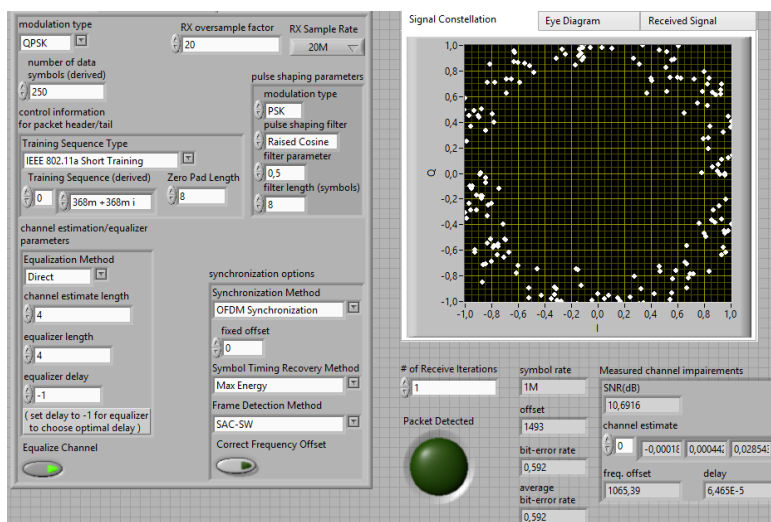 modulation type
QPSK
RX oversample factor
20
RX Sample Rate
20M
number of data
symbols (derived)
250
control information
for packet header/tail
Training Sequence Type
IEEE 802.11a Short Training
Training Sequence (derived)
0
368m +368m i
Zero Pad Length
8
pulse shaping parameters
modulation type
PSK
pulse shaping filter
Raised Cosine
filter parameter
0,5
filter length (symbols)
8
channel estimation/equalizer
parameters
Equalization Method
Direct
channel estimate length
4
equalizer length
4
equalizer delay
-1
( set delay to -1 for equalizer
to choose optimal delay )
Equalize Channel
synchronization options
Synchronization Method
OFDM Synchronization
fixed offset
0
Symbol Timing Recovery Method
Max Energy
Frame Detection Method
SAC-SW
Correct Frequency Offset
Signal Constellation
Eye Diagram
Received Signal
1,0
0,8
0,6
0,4
0,2
0,0
-0,2
-0,4
-0,6
-0,8
-1,0
Q
-1,0 -0,8 -0,6 -0,4 -0,2 0,0 0,2 0,4 0,6 0,8 1,0
I
# of Receive Iterations
1
Packet Detected
symbol rate
1M
offset
1493
bit-error rate
0,592
average
bit-error rate
0,592
Measured channel impairements
SNR(dB)
10,6916
channel estimate
0
-0,00018 0,000442 0,028543
freq. offset
1065,39
delay
6,465E-5